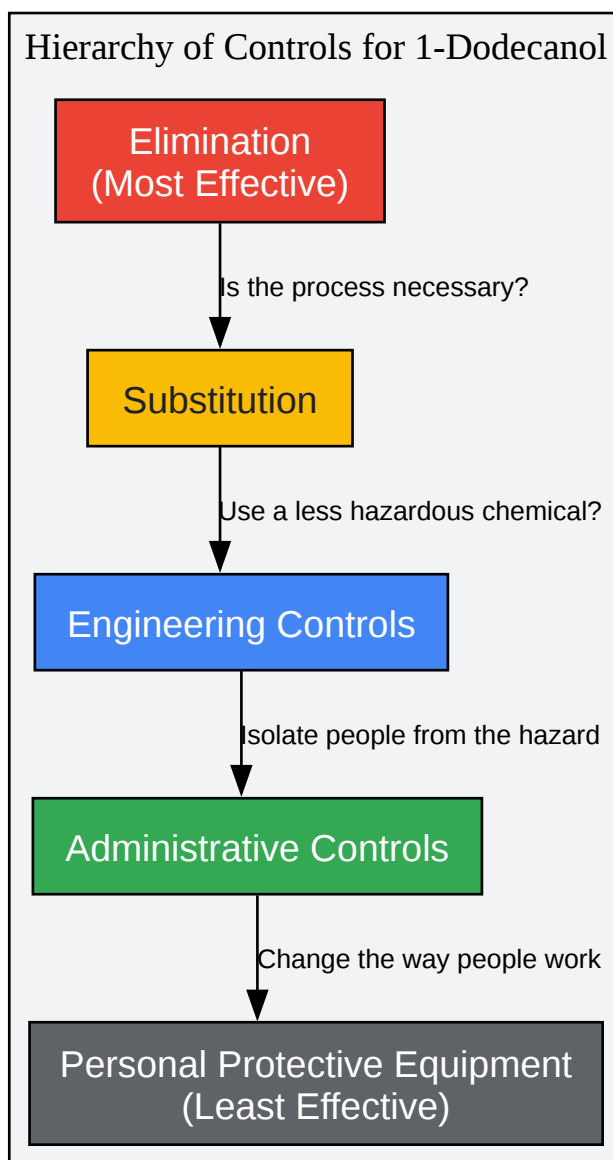 Hierarchy of Controls for 1-Dodecanol
Elimination
(Most Effective)
Is the process necessary?
Substitution
Use a less hazardous chemical?
Engineering Controls
Isolate people from the hazard
Administrative Controls
Change the way people work
Personal Protective Equipment
(Least Effective)